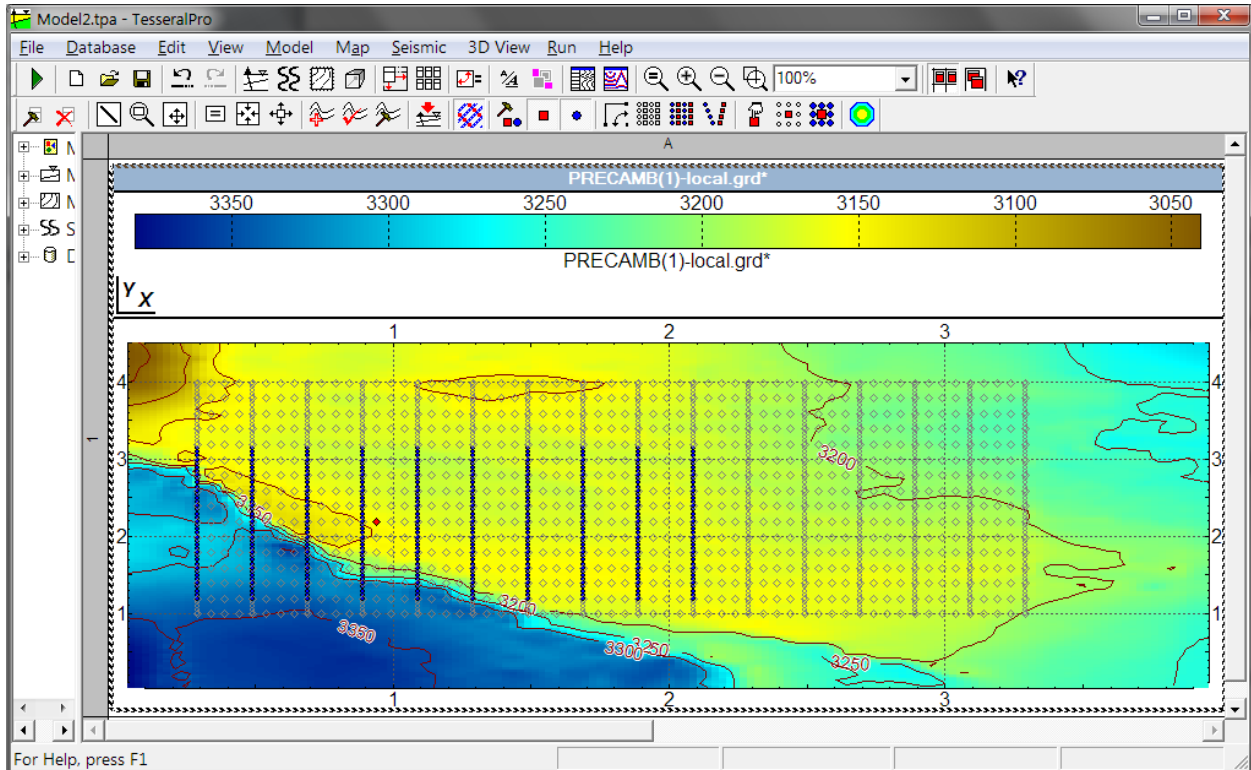 Model2.tpa - TesseralPro
File Database Edit View Model Map Seismic 3D View Run Help
100%
A
PRECAMB(1)-local.grd*
3350 3300 3250 3200 3150 3100 3050
PRECAMB(1)-local.grd*
Y X
1 2 3
4 4
1
3 3200 3
3250
2 2
1 3200 1
3350
3300 3250
3250
1 2 3
For Help, press F1